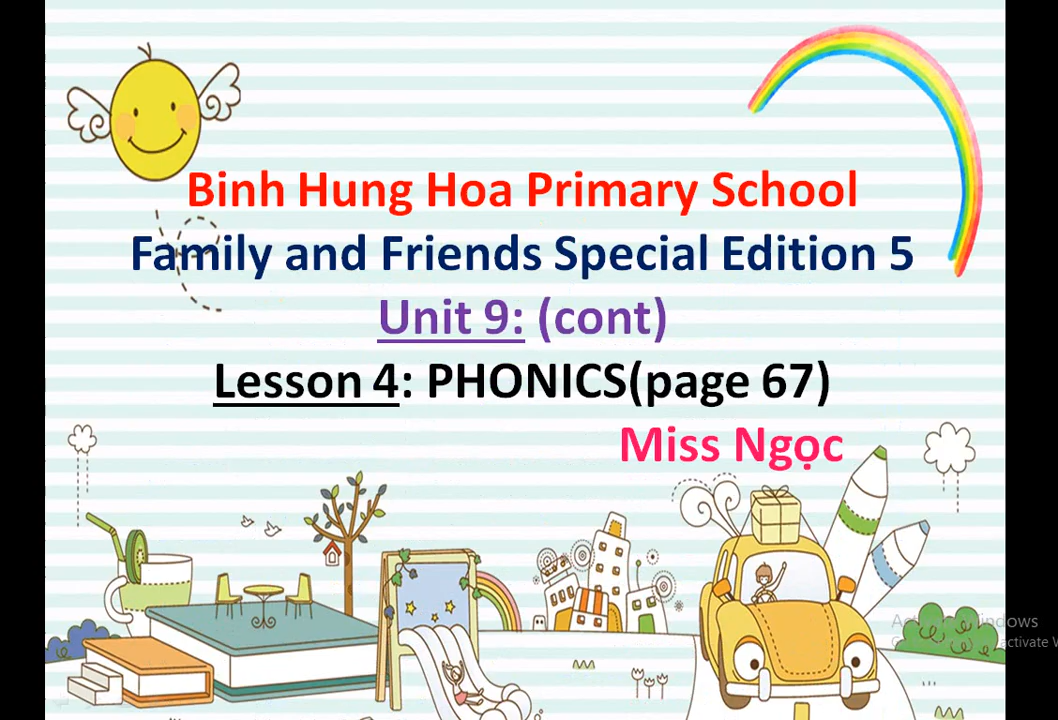 Binh Hung Hoa Primary School
Family and Friends Special Edition 5
Unit 9: (cont)
Lesson 4: PHONICS(page 67)
Miss Ngọc